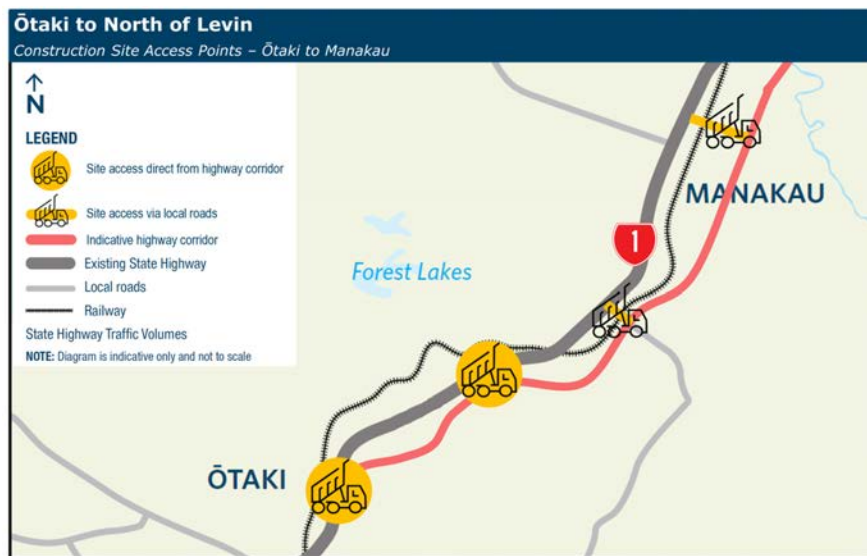 Ōtaki to North of Levin
Construction Site Access Points – Ōtaki to Manakau
N
LEGEND
Site access direct from highway corridor
Site access via local roads
Indicative highway corridor
Existing State Highway
Local roads
Railway
State Highway Traffic Volumes
NOTE: Diagram is indicative only and not to scale
MANAKAU
1
Forest Lakes
ŌTAKI